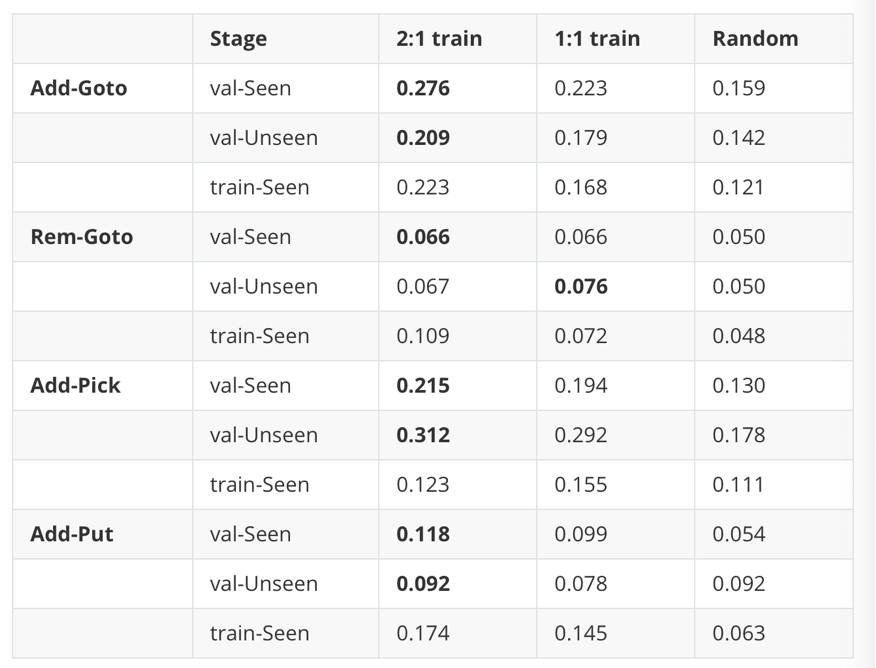 Stage 2:1 train 1:1 train Random
Add-Goto val-Seen 0.276 0.223 0.159
val-Unseen 0.209 0.179 0.142
train-Seen 0.223 0.168 0.121
Rem-Goto val-Seen 0.066 0.066 0.050
val-Unseen 0.067 0.076 0.050
train-Seen 0.109 0.072 0.048
Add-Pick val-Seen 0.215 0.194 0.130
val-Unseen 0.312 0.292 0.178
train-Seen 0.123 0.155 0.111
Add-Put val-Seen 0.118 0.099 0.054
val-Unseen 0.092 0.078 0.092
train-Seen 0.174 0.145 0.063